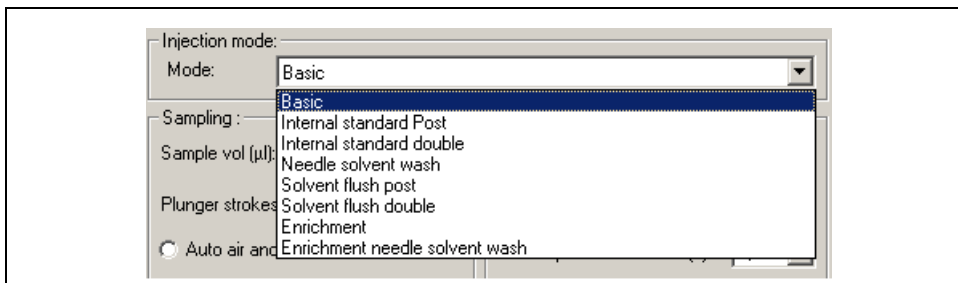 Injection mode:
Mode: Basic
Basic
Sampling : Internal standard Post
Internal standard double
Sample vol (µl): Needle solvent wash
Solvent flush post
Plunger strokes Solvent flush double
Enrichment
Auto air and Enrichment needle solvent wash